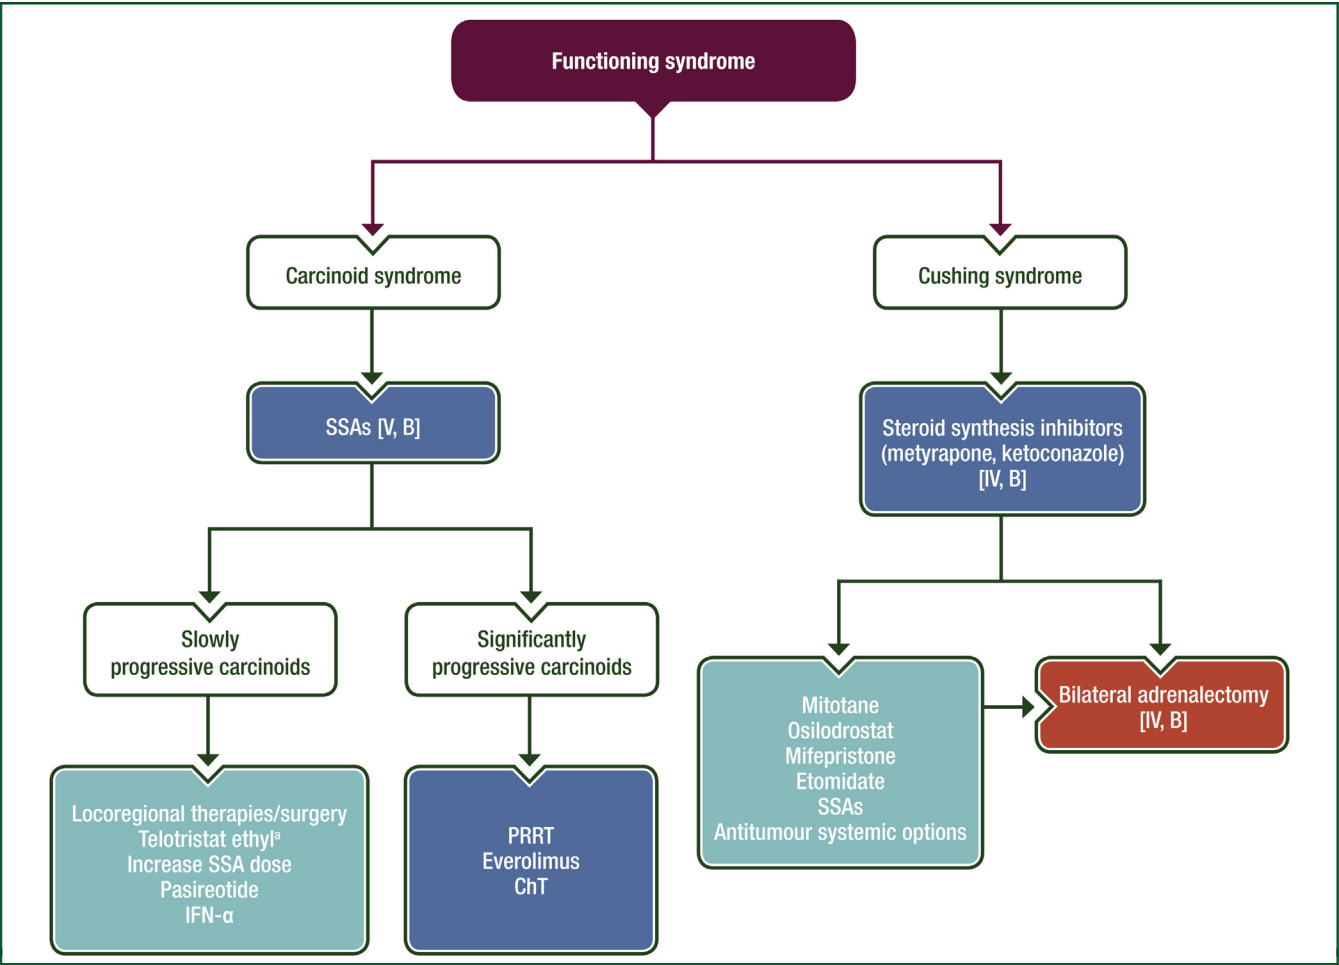 Functioning syndrome
Carcinoid syndrome
Cushing syndrome
SSAs [V, B]
Steroid synthesis inhibitors
(metyrapone, ketoconazole)
[IV, B]
Slowly
progressive carcinoids
Significantly
progressive carcinoids
Mitotane
Osilodrostat
Mifepristone
Etomidate
SSAs
Antitumour systemic options
Bilateral adrenalectomy
[IV, B]
Locoregional therapies/surgery
Telotristat ethylᵃ
Increase SSA dose
Pasireotide
IFN-α
PRRT
Everolimus
ChT